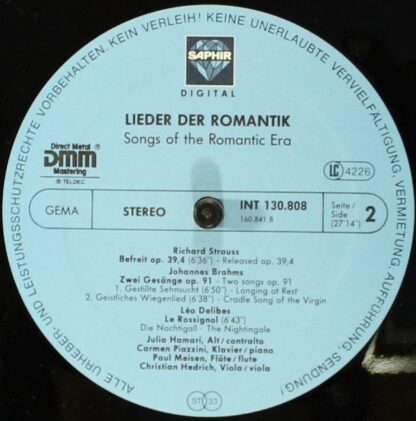 ALLE URHEBER- UND LEISTUNGSSCHUTZRECHTE VORBEHALTEN. KEIN VERLEIH! KEINE UNERLAUBTE VERVIELFÄLTIGUNG, VERMIETUNG, AUFFÜHRUNG, SENDUNG!
SAPHIR
DIGITAL
LIEDER DER ROMANTIK
Songs of the Romantic Era
Direct Metal ®
DMM
Mastering
® TELDEC
LC 4226
GEMA
STEREO
INT 130.808
160.841 B
Seite/
Side 2
(27'14")
Richard Strauss
Befreit op. 39,4 (6'36") - Released op. 39,4
Johannes Brahms
Zwei Gesänge op. 91 - Two songs op. 91
1. Gestillte Sehnsucht (6'50") - Longing at Rest
2. Geistliches Wiegenlied (6'38") - Cradle Song of the Virgin
Léo Delibes
Le Rossignol (6'43")
Die Nachtigall - The Nightingale
Julia Hamari, Alt/contralto
Carmen Piazzini, Klavier/piano
Paul Meisen, Flöte/flute
Christian Hedrich, Viola/viola
ST 33